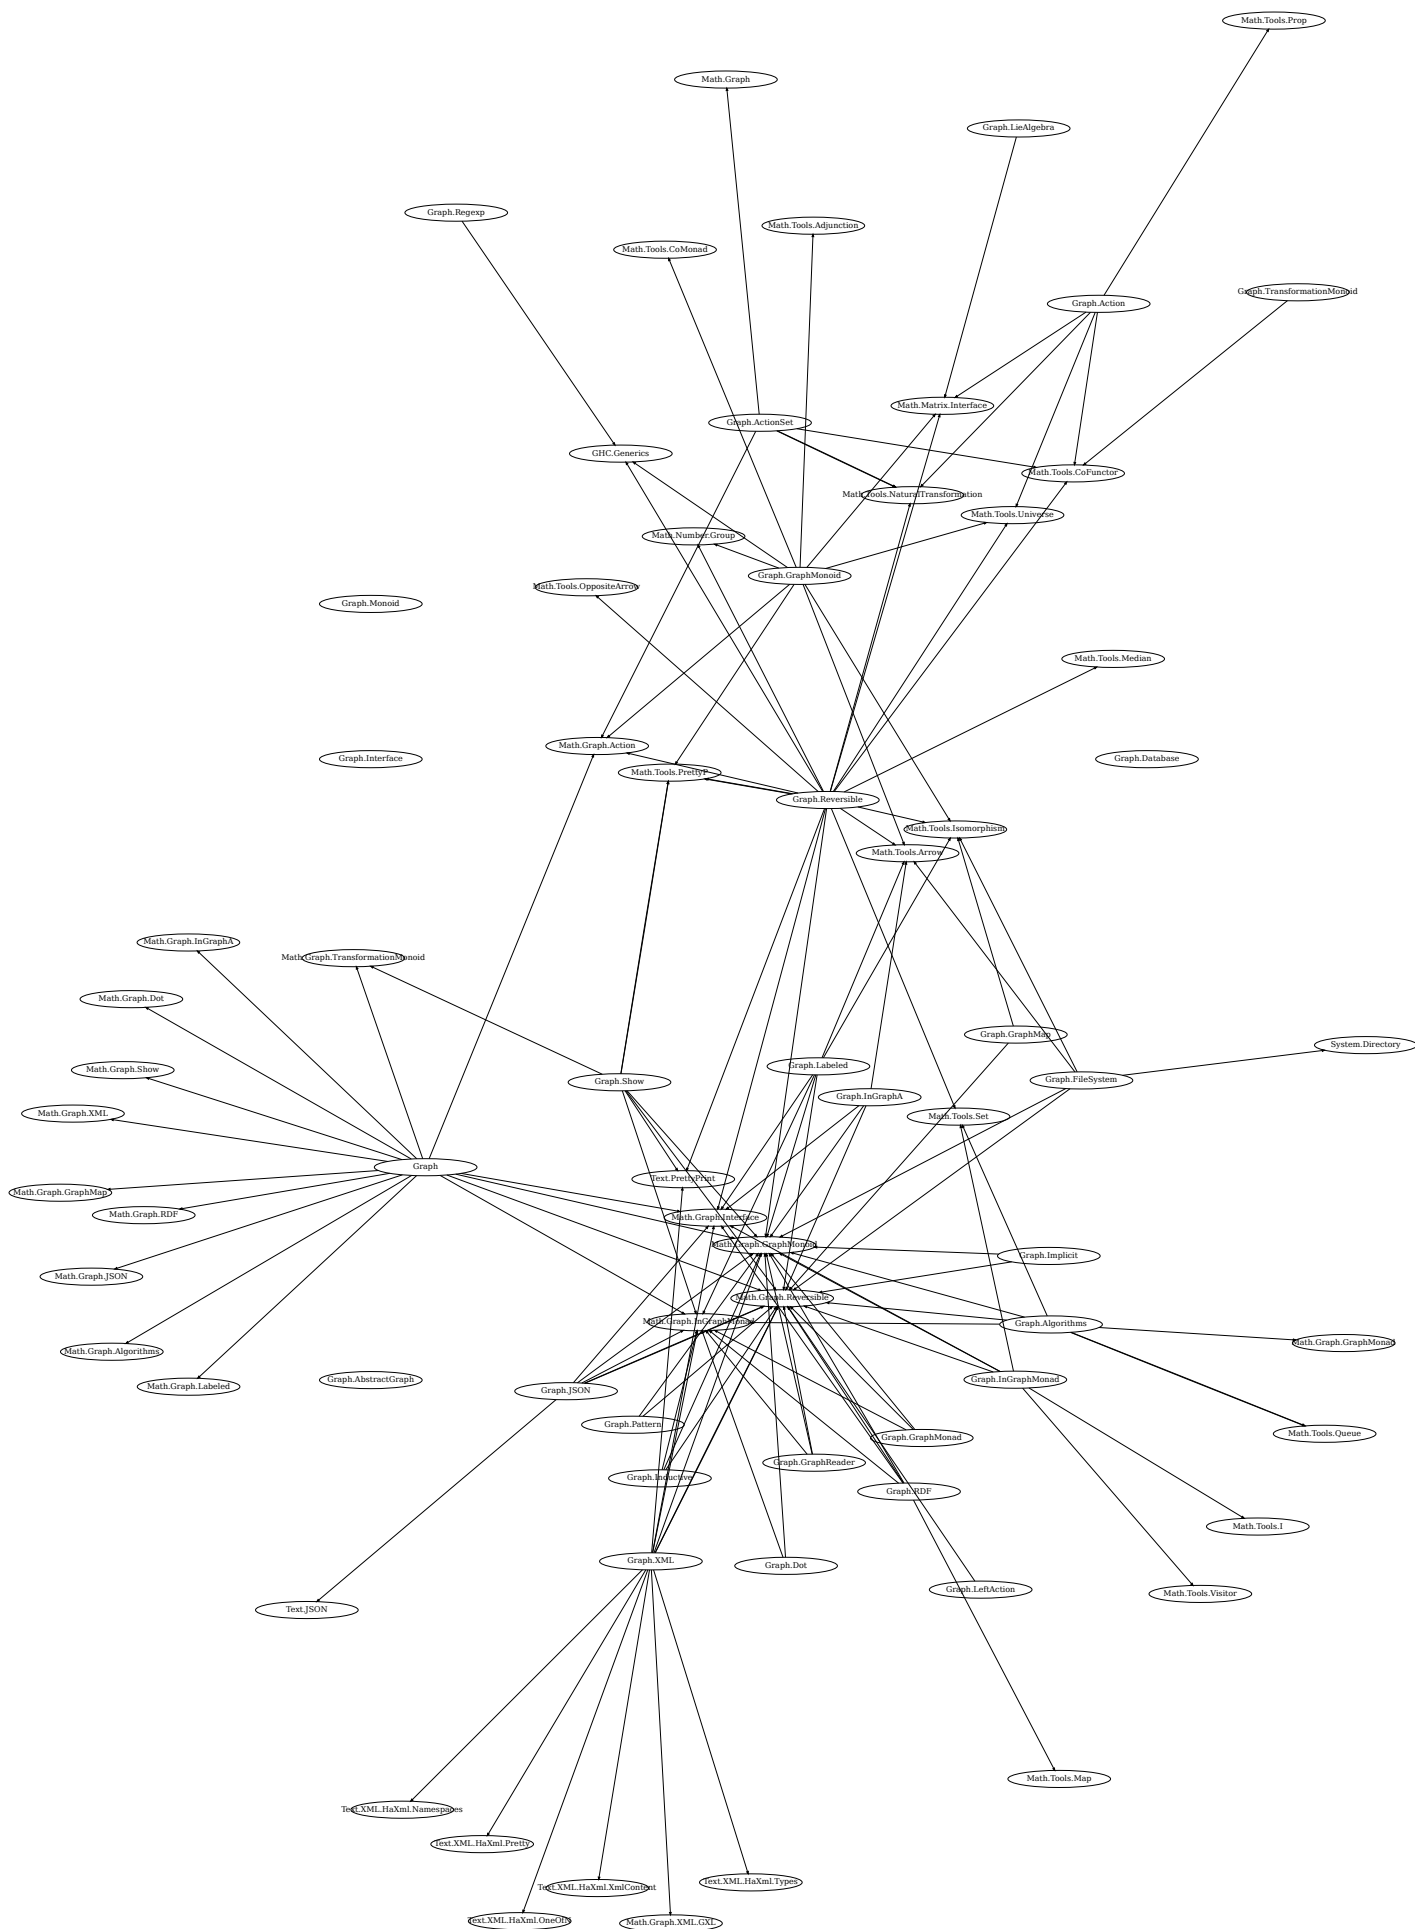 Math.Tools.Prop
Math.Graph
Graph.LieAlgebra
Graph.Regexp
Math.Tools.Adjunction
Math.Tools.CoMonad
Graph.TransformationMonoid
Graph.Action
Math.Matrix.Interface
Graph.ActionSet
GHC.Generics
Math.Tools.CoFunctor
Math.Tools.NaturalTransformation
Math.Tools.Universe
Math.Number.Group
Graph.GraphMonoid
Math.Tools.OppositeArrow
Graph.Monoid
Math.Tools.Median
Math.Graph.Action
Graph.Interface
Graph.Database
Math.Tools.PrettyP
Graph.Reversible
Math.Tools.Isomorphism
Math.Tools.Arrow
Math.Graph.InGraphA
Math.Graph.TransformationMonoid
Math.Graph.Dot
Graph.GraphMap
System.Directory
Graph.Labeled
Math.Graph.Show
Graph.Show
Graph.FileSystem
Graph.InGraphA
Math.Graph.XML
Math.Tools.Set
Graph
Text.PrettyPrint
Math.Graph.GraphMap
Math.Graph.RDF
Math.Graph.Interface
Math.Graph.GraphMonoid
Graph.Implicit
Math.Graph.JSON
Math.Graph.Reversible
Math.Graph.InGraphMonad
Graph.Algorithms
Math.Graph.GraphMonad
Math.Graph.Algorithms
Graph.AbstractGraph
Graph.InGraphMonad
Math.Graph.Labeled
Graph.JSON
Graph.Pattern
Math.Tools.Queue
Graph.GraphMonad
Graph.GraphReader
Graph.Inductive
Graph.RDF
Math.Tools.I
Graph.XML
Graph.Dot
Graph.LeftAction
Math.Tools.Visitor
Text.JSON
Math.Tools.Map
Text.XML.HaXml.Namespaces
Text.XML.HaXml.Pretty
Text.XML.HaXml.Types
Text.XML.HaXml.XmlContent
Text.XML.HaXml.OneOfN
Math.Graph.XML.GXL